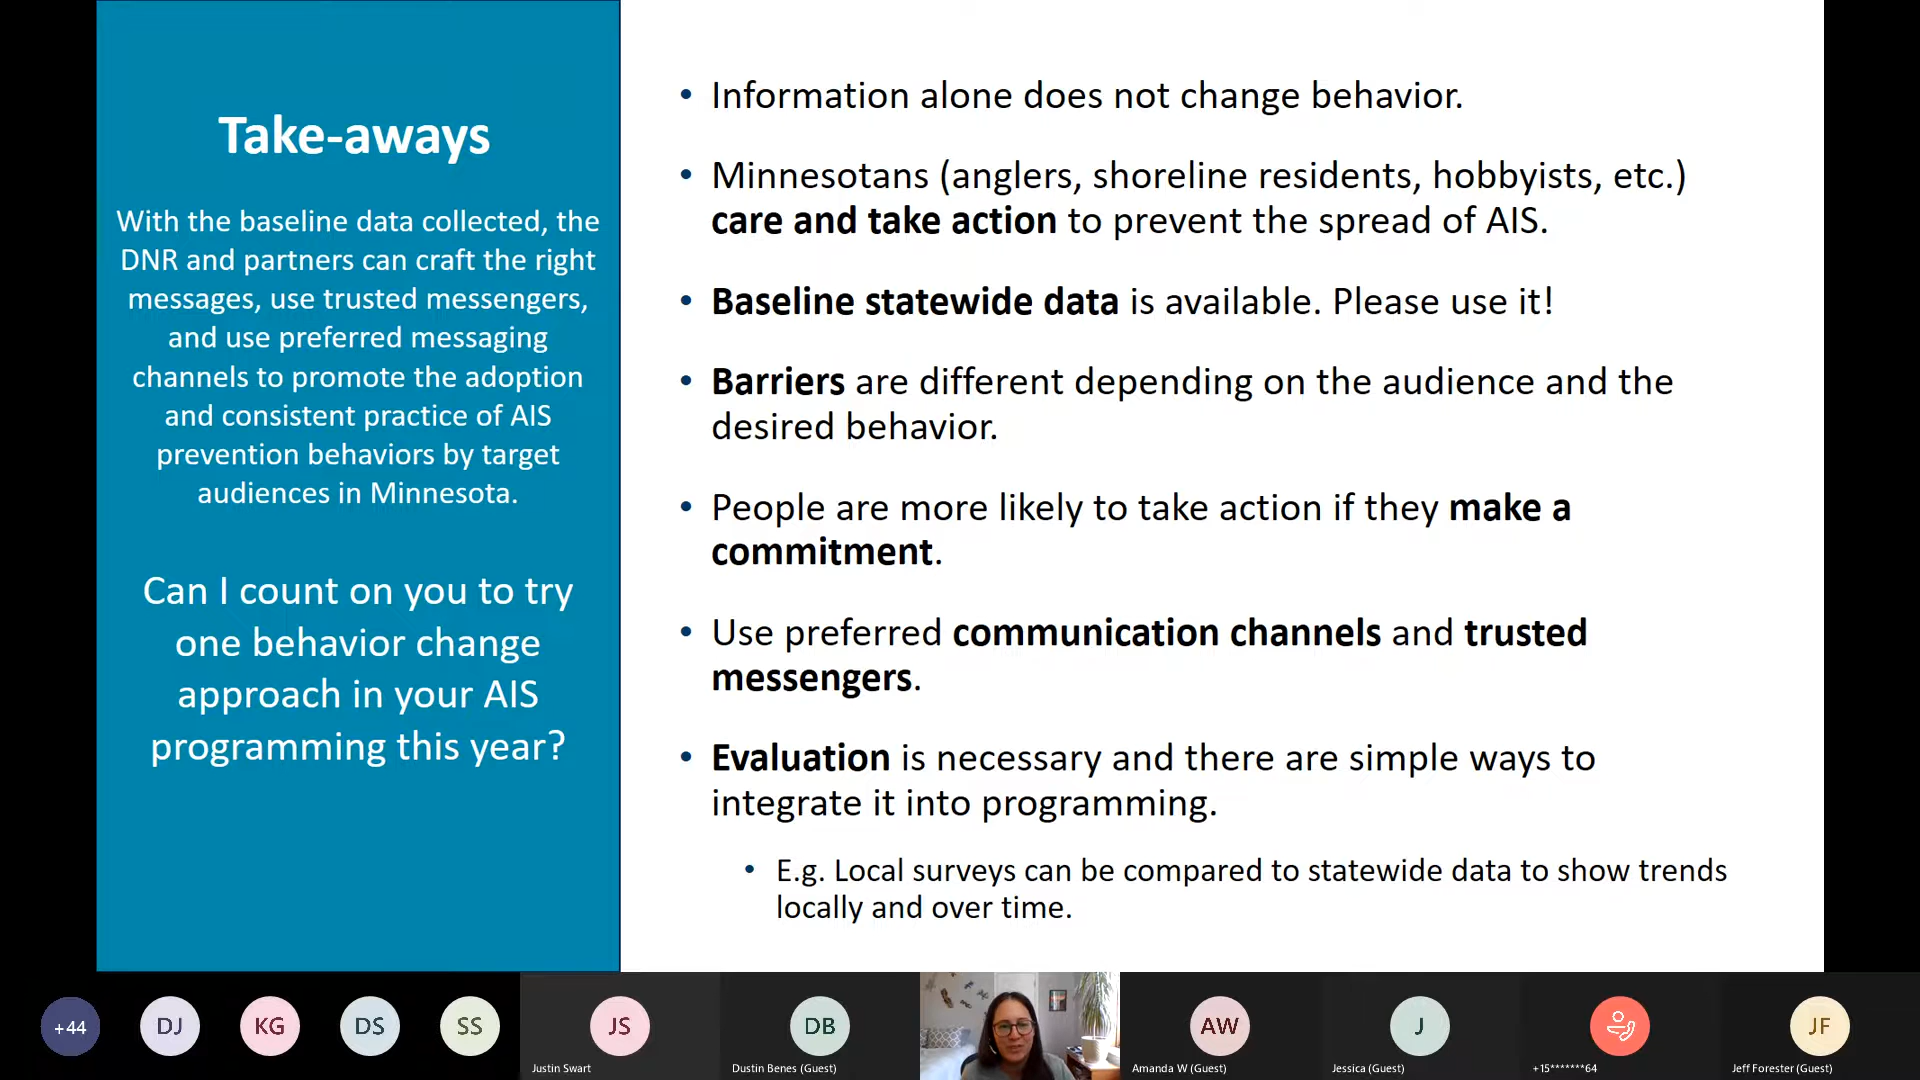 Take-aways
With the baseline data collected, the
DNR and partners can craft the right
messages, use trusted messengers,
and use preferred messaging
channels to promote the adoption
and consistent practice of AIS
prevention behaviors by target
audiences in Minnesota.
Can I count on you to try
one behavior change
approach in your AIS
programming this year?
• Information alone does not change behavior.
• Minnesotans (anglers, shoreline residents, hobbyists, etc.)
care and take action to prevent the spread of AIS.
• Baseline statewide data is available. Please use it!
• Barriers are different depending on the audience and the
desired behavior.
• People are more likely to take action if they make a
commitment.
• Use preferred communication channels and trusted
messengers.
• Evaluation is necessary and there are simple ways to
integrate it into programming.
• E.g. Local surveys can be compared to statewide data to show trends
locally and over time.
+44
DJ
KG
DS
SS
JS
Justin Swart
DB
Dustin Benes (Guest)
AW
Amanda W (Guest)
J
Jessica (Guest)
+15*******64
JF
Jeff Forester (Guest)